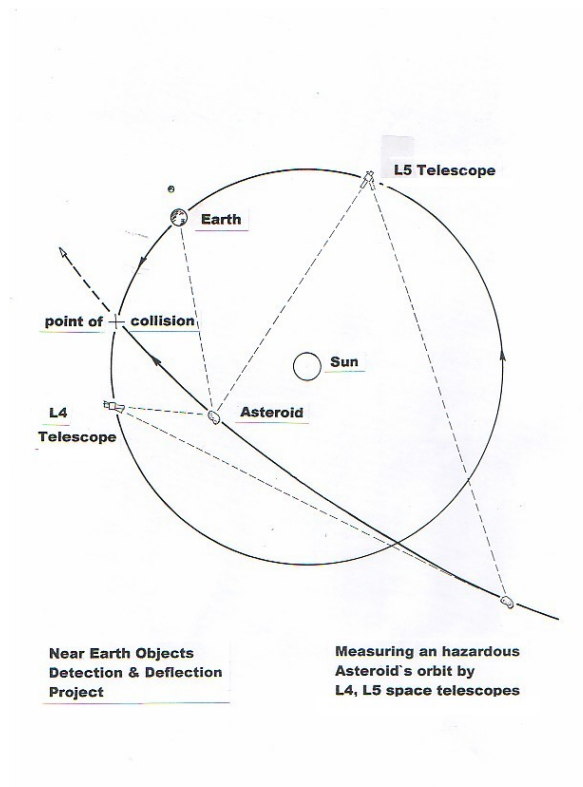 L5 Telescope
Earth
point of collision
Sun
L4
Telescope
Asteroid
Near Earth Objects
Detection & Deflection
Project
Measuring an hazardous
Asteroid`s orbit by
L4, L5 space telescopes